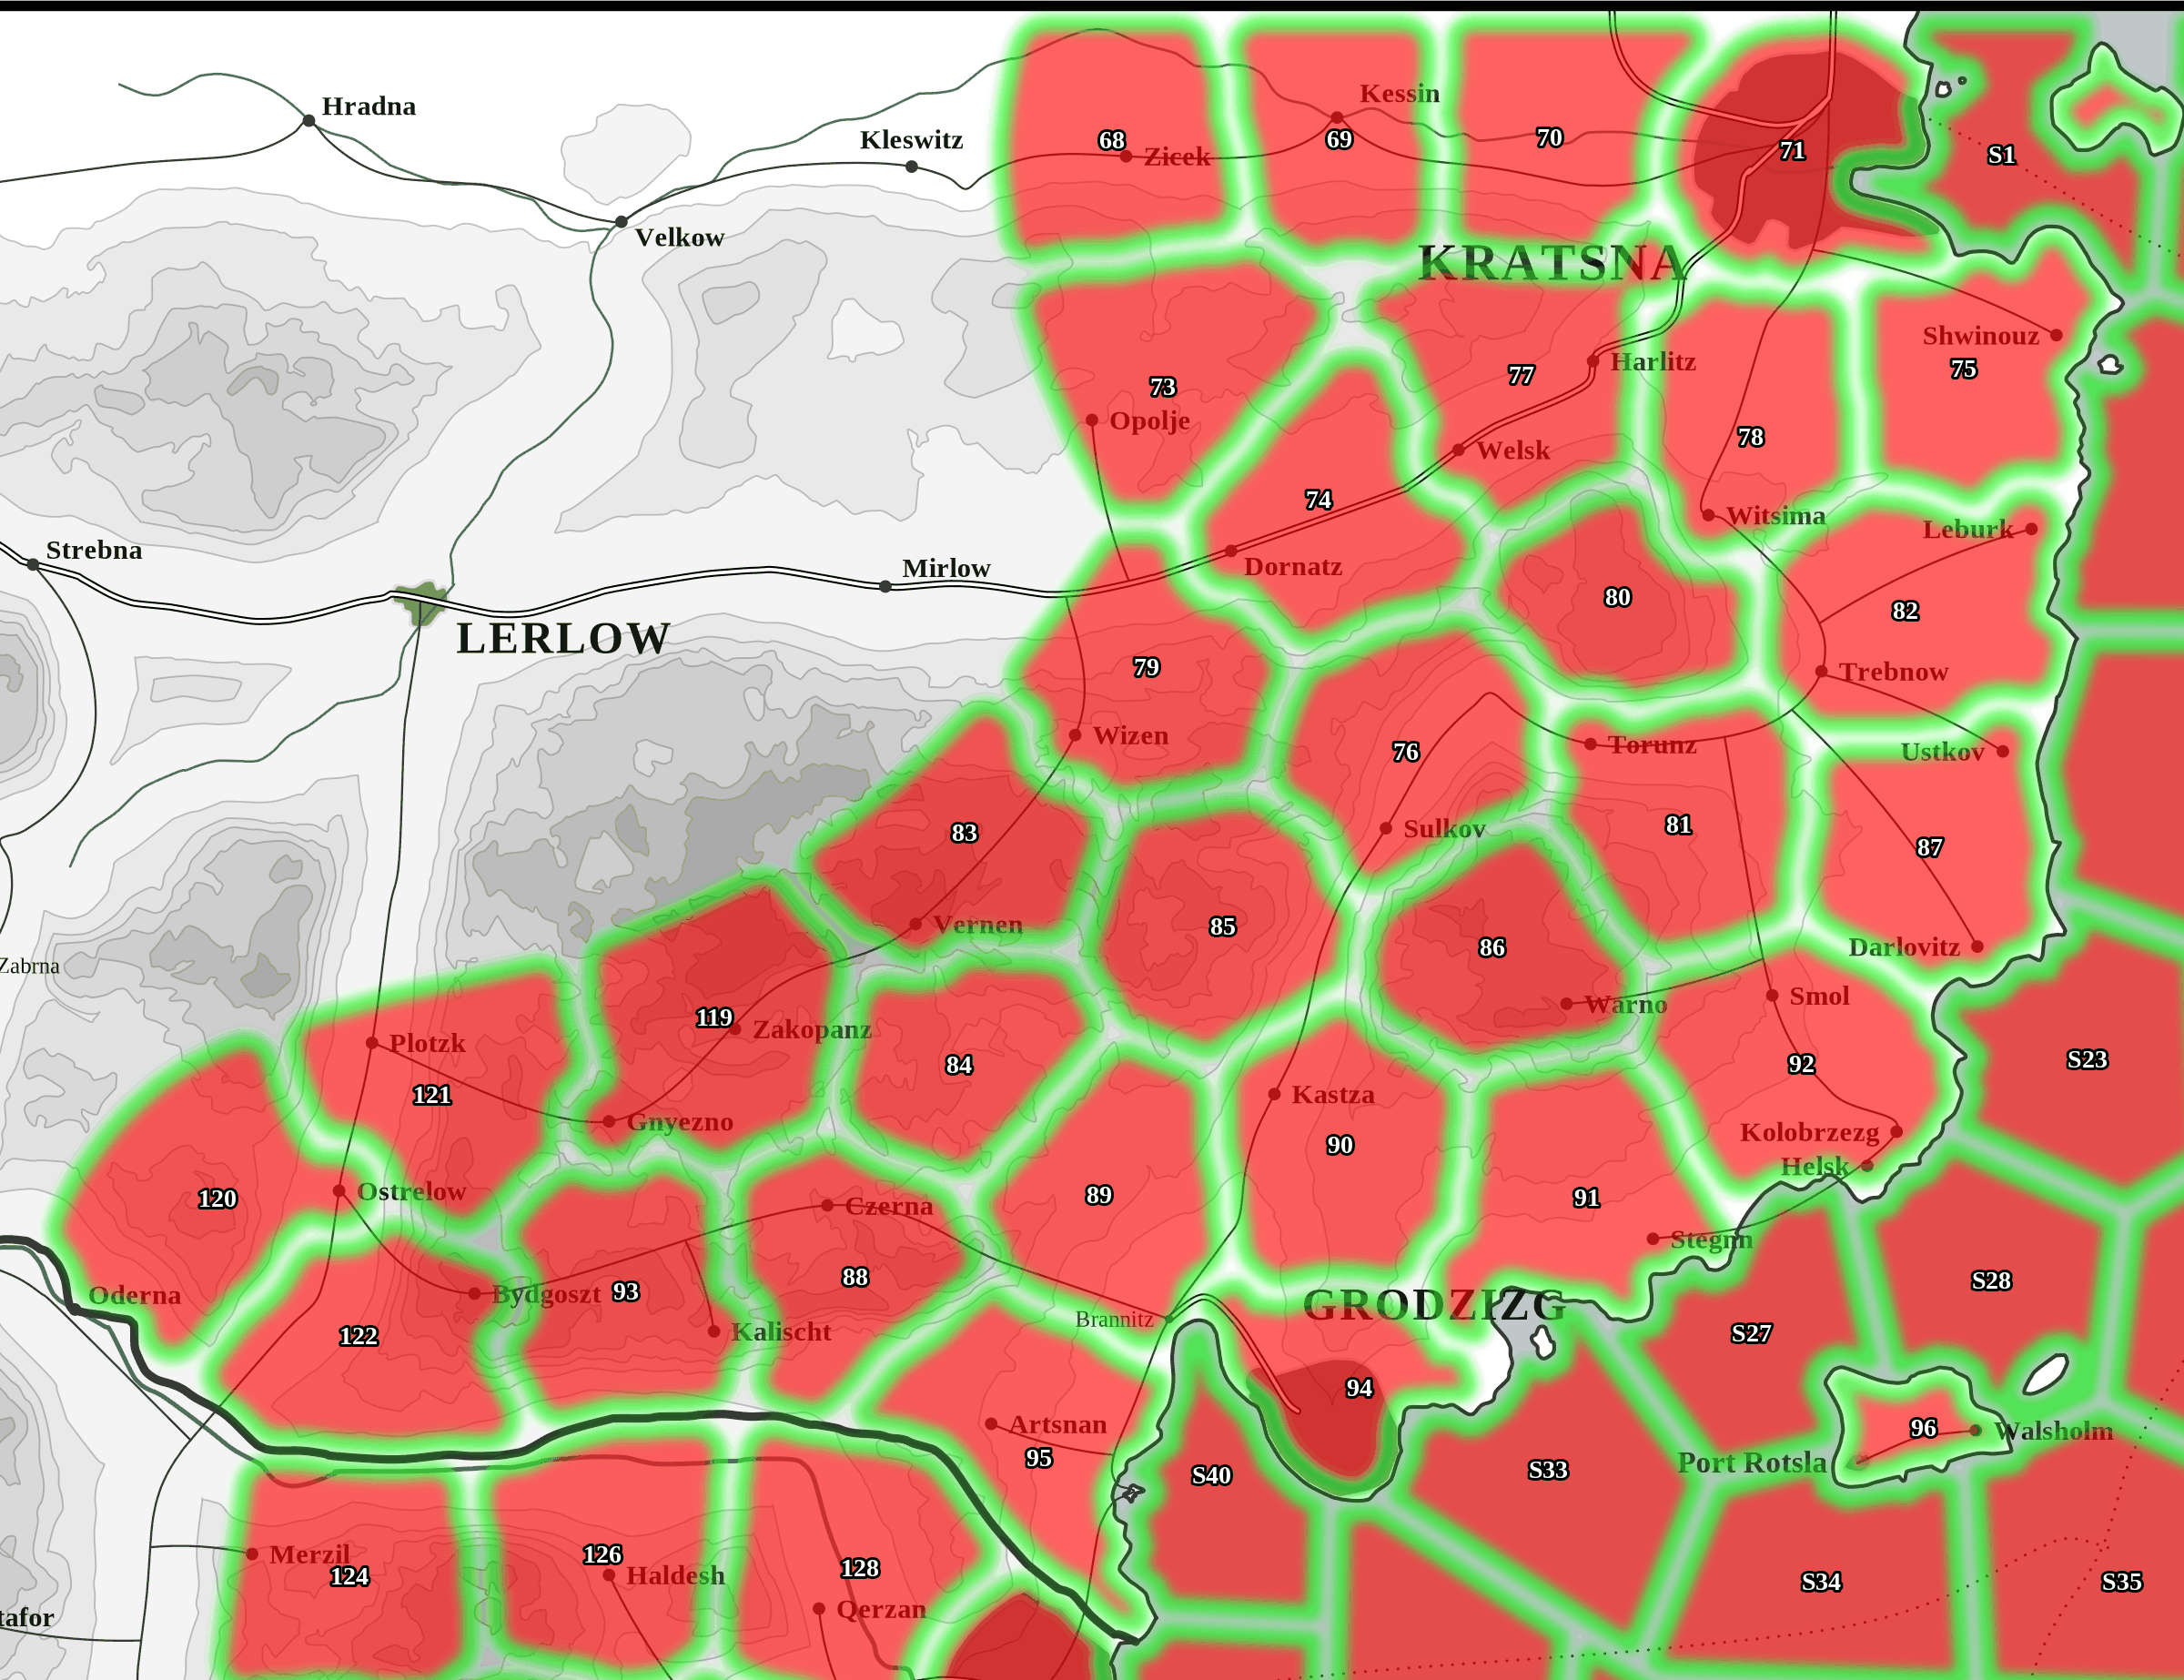 Hradna
Kessin
Kleswitz
68
69
70
71
S1
Zicek
Velkow
KRATSNA
Shwinouz
Harlitz
75
77
73
Opolje
78
Welsk
74
Witsima
Leburk
Strebna
Mirlow
Dornatz
80
82
LERLOW
79
Trebnow
Wizen
76
Torunz
Ustkov
83
Sulkov
81
87
Vernen
85
86
Darlovitz
Zabrna
Smol
Warno
119
Zakopanz
Plotzk
84
92
S23
121
Kastza
Gnyezno
Kolobrzezg
90
Helsk
120
Ostrelow
89
91
Czerna
Stegnn
88
S28
Oderna
Bydgoszt
93
GRODZIZG
Brannitz
122
Kalischt
S27
94
Artsnan
96
Walsholm
95
Port Rotsla
S40
S33
Merzil
126
124
Haldesh
128
S34
S35
Qerzan
tafor